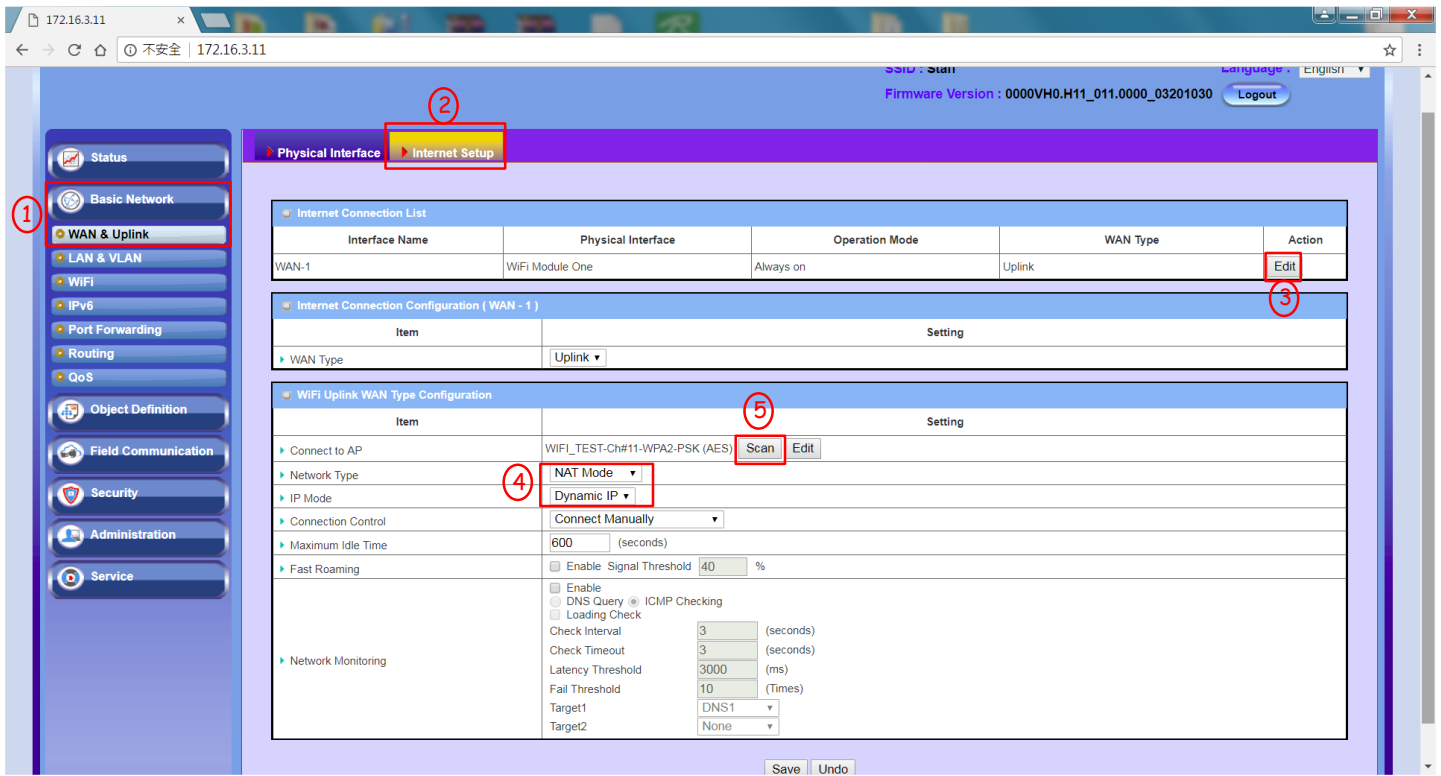 172.16.3.11 ×
不安全 | 172.16.3.11
SSID : Staff Language : English
Firmware Version : 0000VH0.H11_011.0000_03201030 Logout
2
Status
Physical Interface Internet Setup
1
Basic Network
WAN & Uplink
LAN & VLAN
WiFi
IPv6
Port Forwarding
Routing
QoS
Object Definition
Field Communication
Security
Administration
Service
Internet Connection List
Interface Name Physical Interface Operation Mode WAN Type Action
WAN-1 WiFi Module One Always on Uplink Edit
3
Internet Connection Configuration ( WAN - 1 )
Item Setting
WAN Type Uplink
WiFi Uplink WAN Type Configuration
5
Item Setting
Connect to AP WIFI_TEST-Ch#11-WPA2-PSK (AES) Scan Edit
4
Network Type NAT Mode
IP Mode Dynamic IP
Connection Control Connect Manually
Maximum Idle Time 600 (seconds)
Fast Roaming Enable Signal Threshold 40 %
Network Monitoring
Enable
DNS Query ICMP Checking
Loading Check
Check Interval 3 (seconds)
Check Timeout 3 (seconds)
Latency Threshold 3000 (ms)
Fail Threshold 10 (Times)
Target1 DNS1
Target2 None
Save Undo